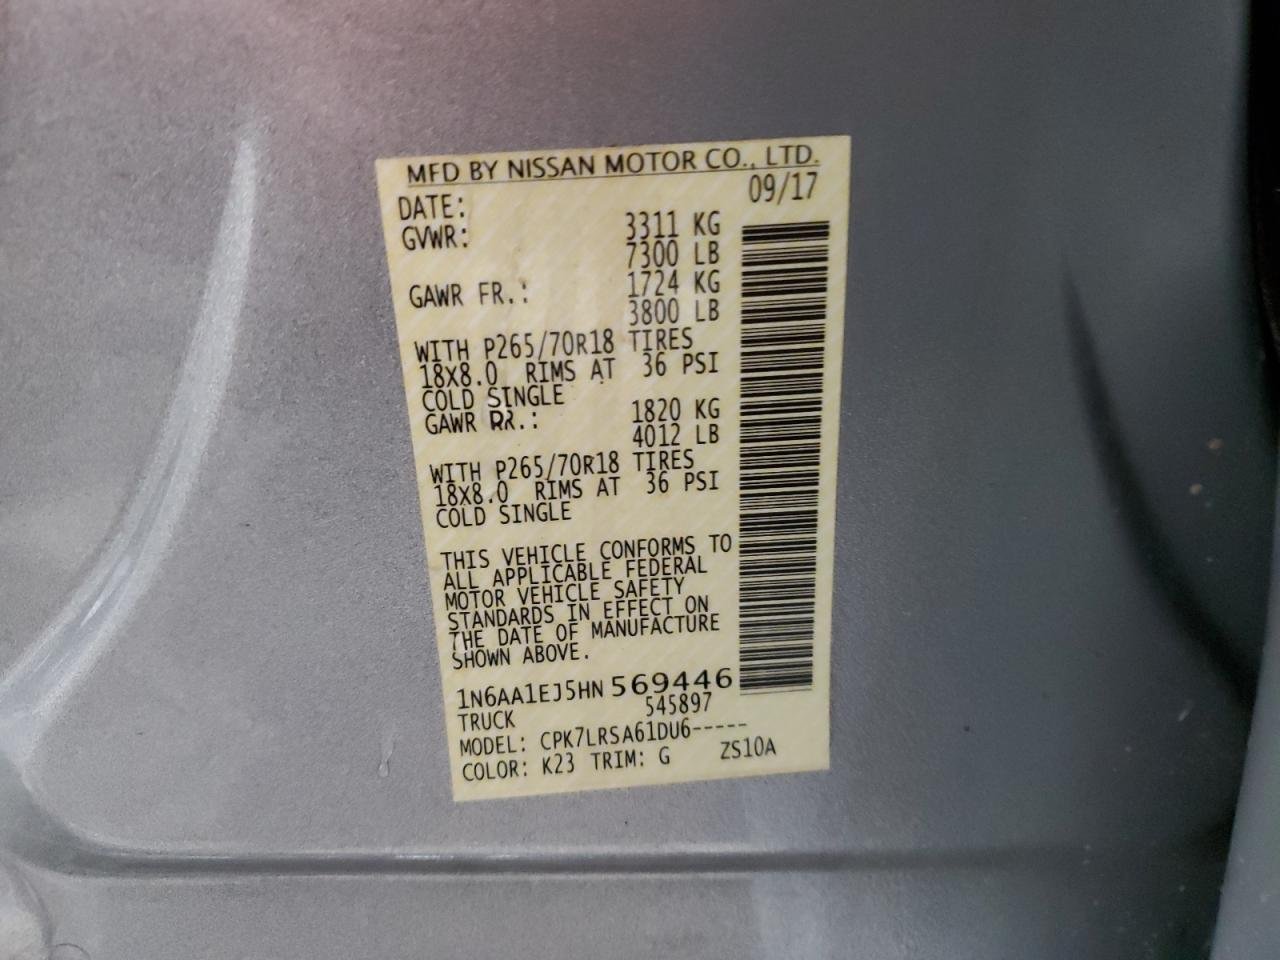 MFD BY NISSAN MOTOR CO., LTD.
DATE: 09/17
GVWR: 3311 KG
7300 LB
GAWR FR.: 1724 KG
3800 LB
WITH P265/70R18 TIRES
18X8.0 RIMS AT 36 PSI
COLD SINGLE
GAWR RR.: 1820 KG
4012 LB
WITH P265/70R18 TIRES
18X8.0 RIMS AT 36 PSI
COLD SINGLE
THIS VEHICLE CONFORMS TO
ALL APPLICABLE FEDERAL
MOTOR VEHICLE SAFETY
STANDARDS IN EFFECT ON
THE DATE OF MANUFACTURE
SHOWN ABOVE.
1N6AA1EJ5HN 569446
TRUCK 545897
MODEL: CPK7LRSA61DU6-----
COLOR: K23 TRIM: G ZS10A